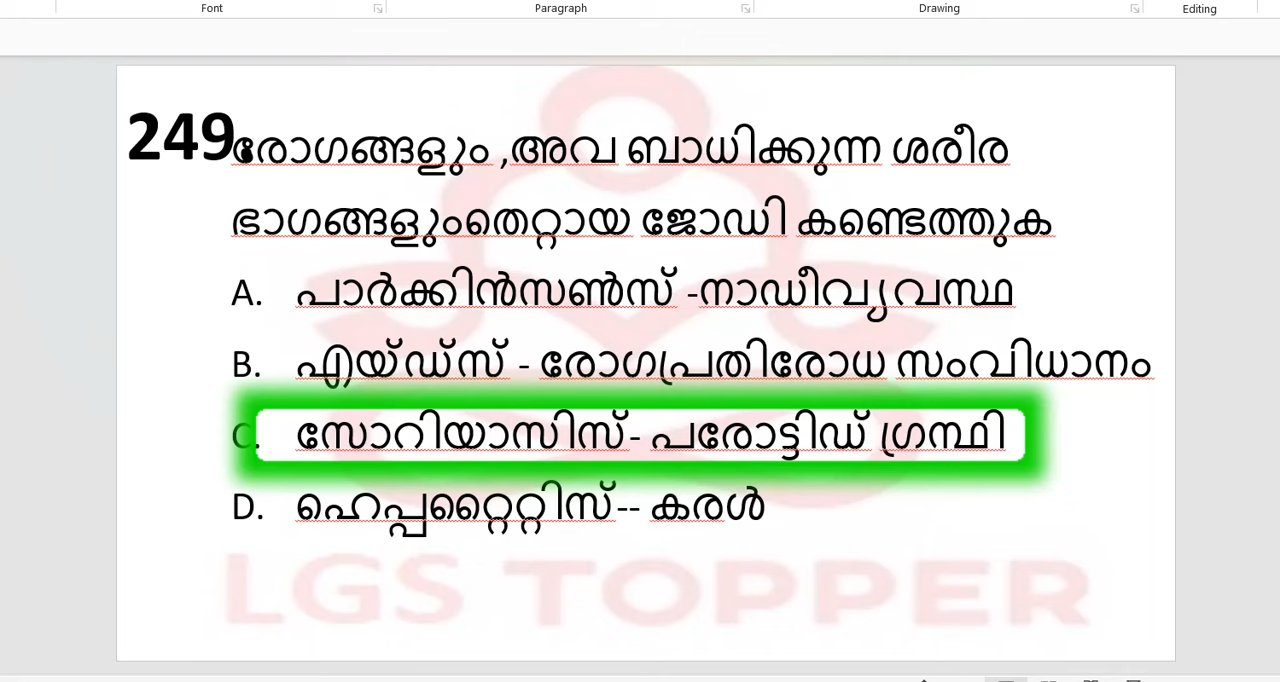 Font Paragraph Drawing Editing
249.രോഗങ്ങളും ,അവ ബാധിക്കുന്ന ശരീര
ഭാഗങ്ങളുംതെറ്റായ ജോഡി കണ്ടെത്തുക
A. പാർക്കിൻസൺസ് -നാഡീവ്യവസ്ഥ
B. എയ്ഡ്സ് - രോഗപ്രതിരോധ സംവിധാനം
C. സോറിയാസിസ്- പരോട്ടിഡ് ഗ്രന്ഥി
D. ഹെപ്പറ്റൈറ്റിസ്-- കരൾ
LGS TOPPER